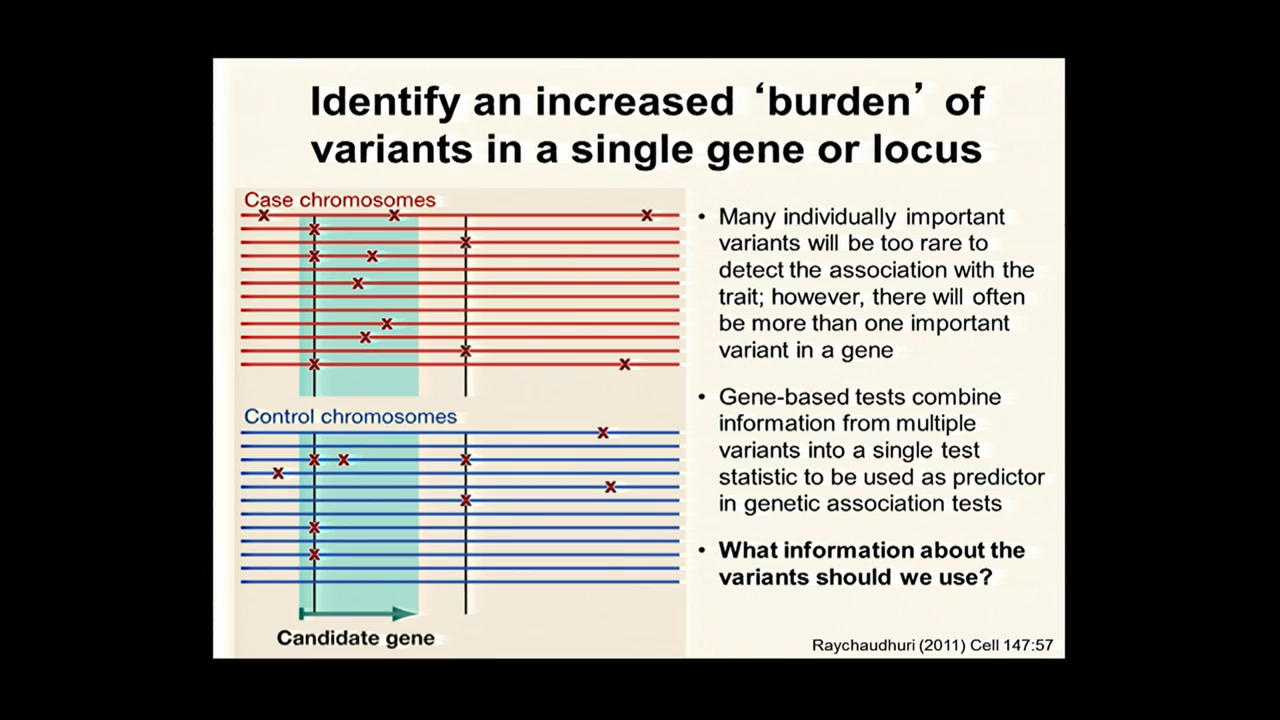 Identify an increased ‘burden’ of
variants in a single gene or locus
Case chromosomes
Control chromosomes
Candidate gene
• Many individually important
variants will be too rare to
detect the association with the
trait; however, there will often
be more than one important
variant in a gene
• Gene-based tests combine
information from multiple
variants into a single test
statistic to be used as predictor
in genetic association tests
• What information about the
variants should we use?
Raychaudhuri (2011) Cell 147:57